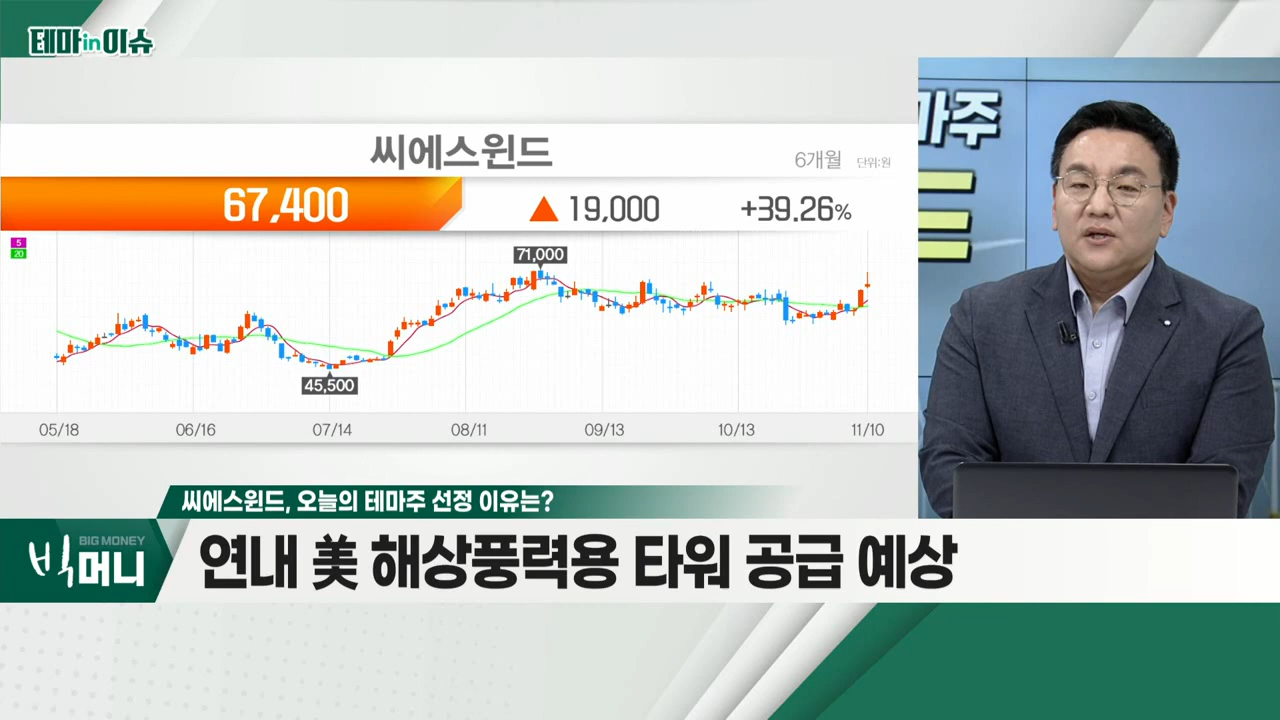 테마in이슈
씨에스윈드
6개월 단위:원
67,400 ▲ 19,000 +39.26%
5
20
71,000
45,500
05/18 06/16 07/14 08/11 09/13 10/13 11/10
마주
씨에스윈드, 오늘의 테마주 선정 이유는?
BIG MONEY
빅머니
연내 美 해상풍력용 타워 공급 예상